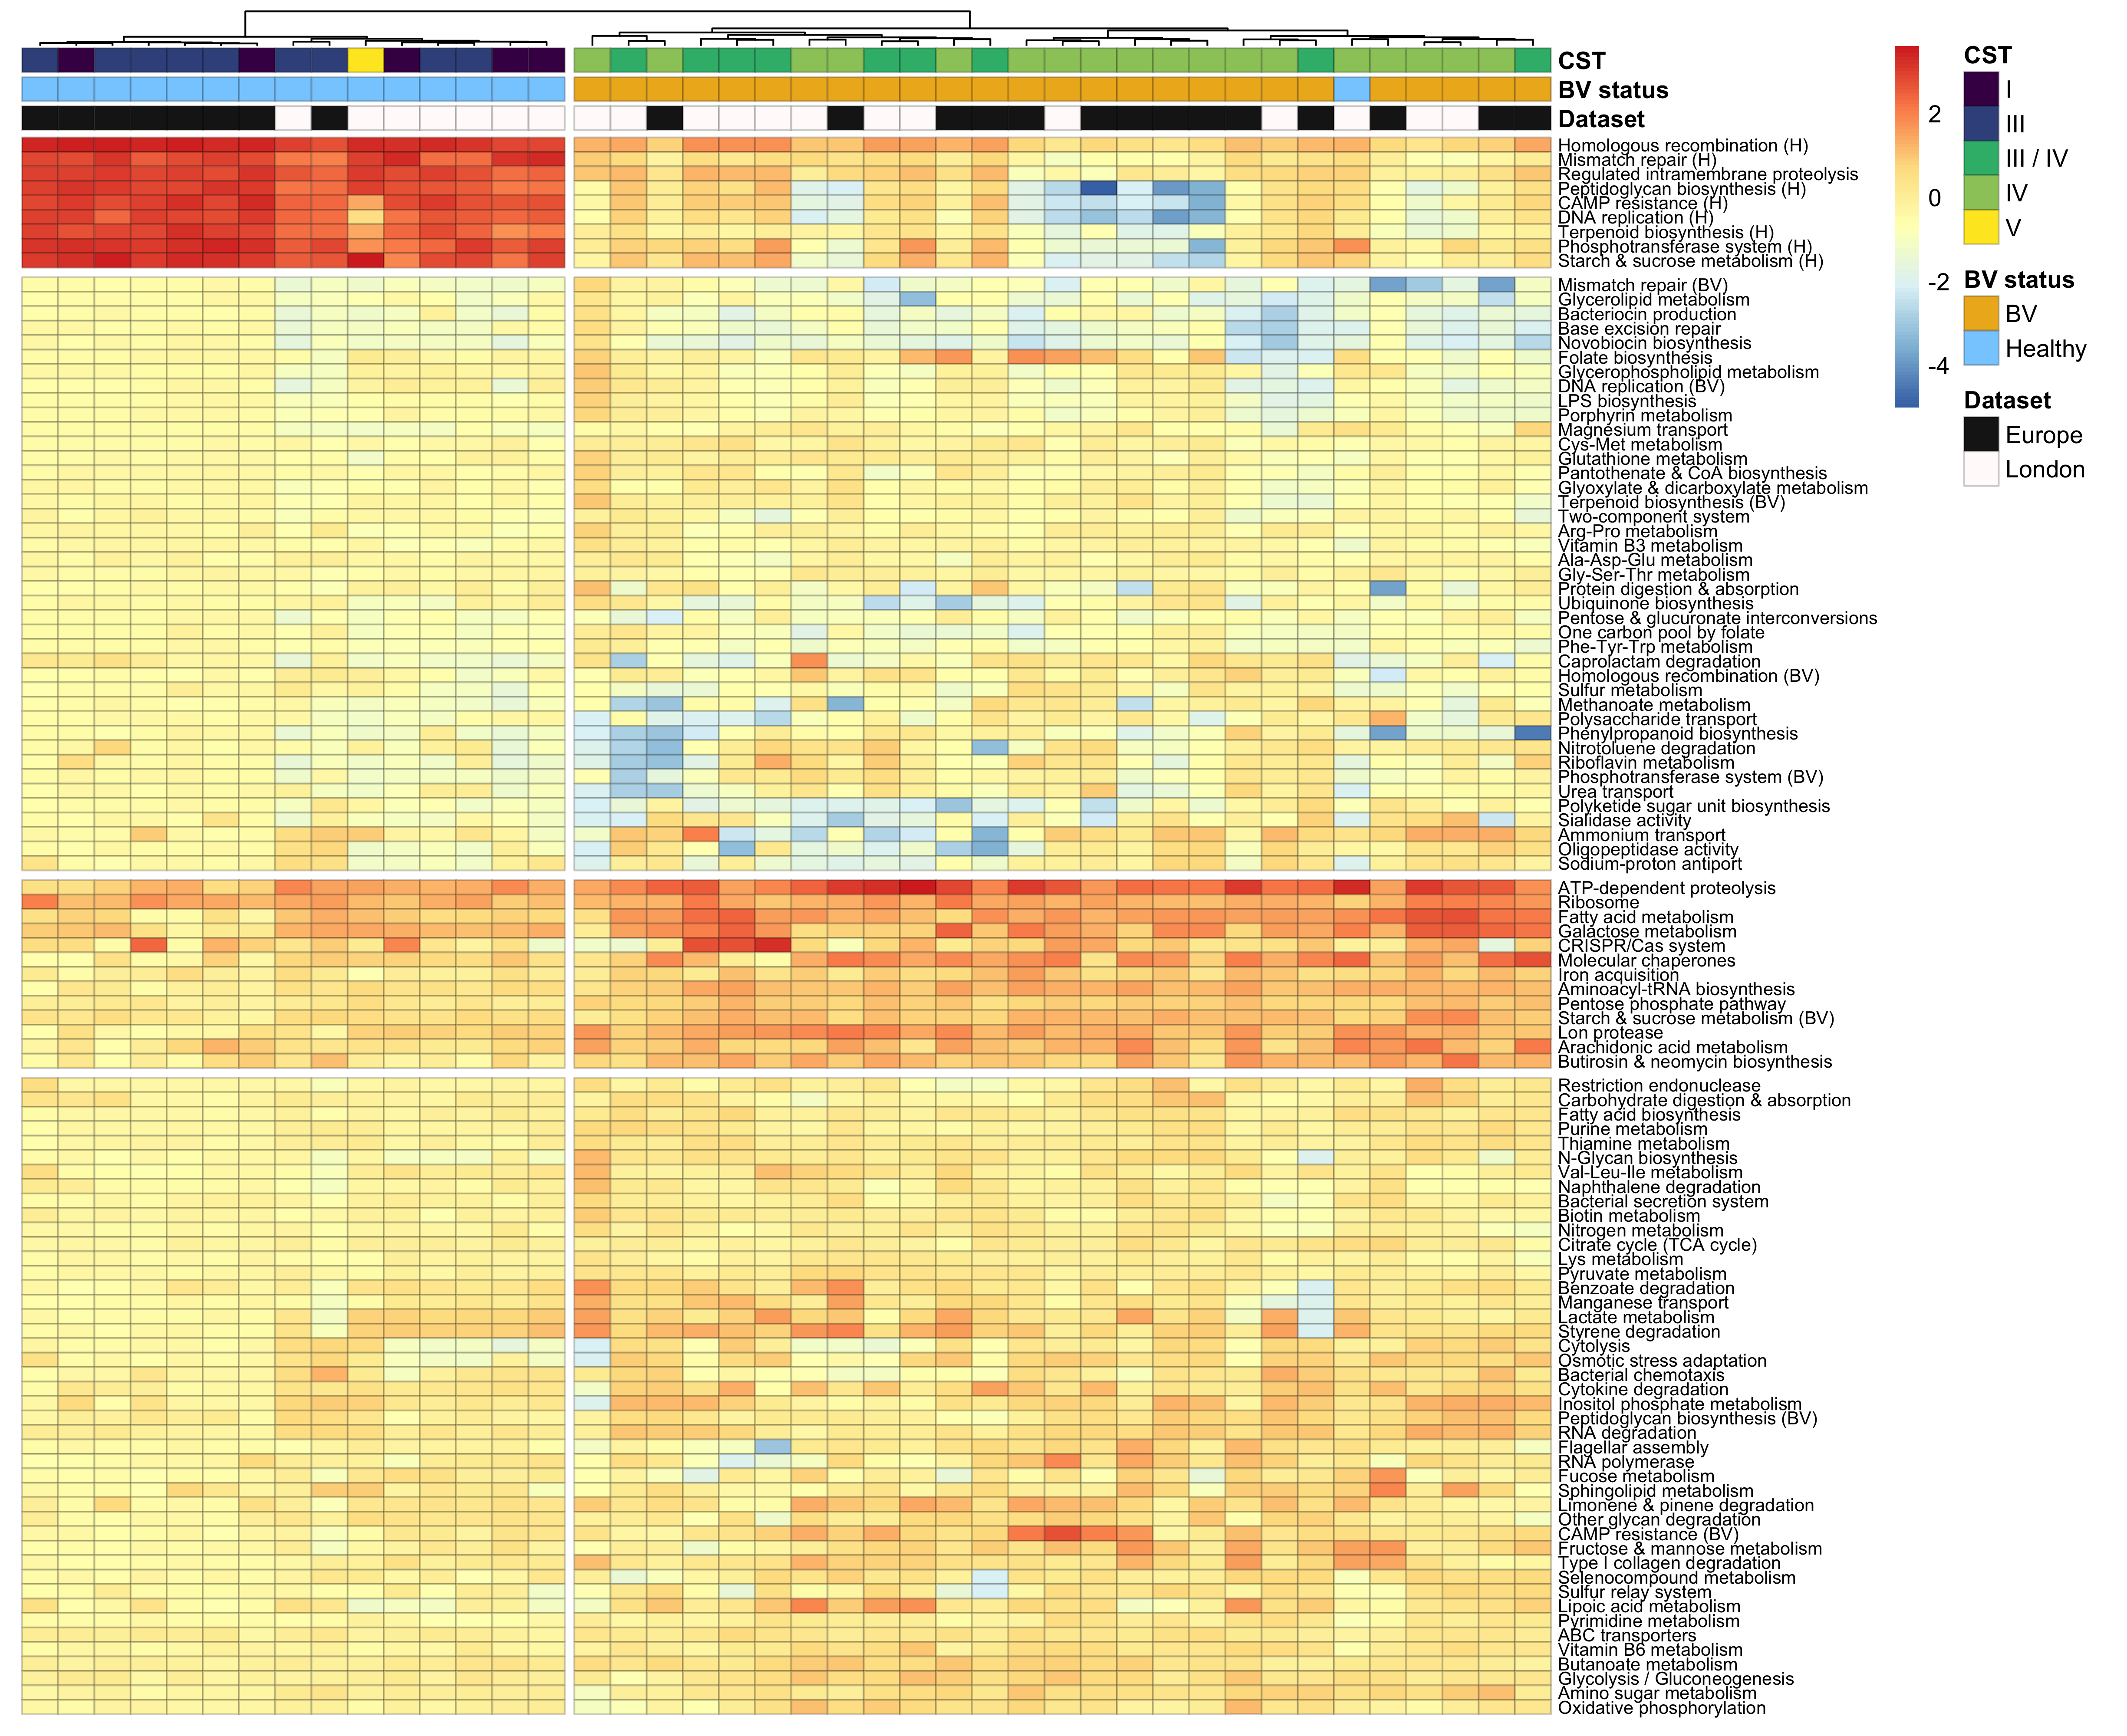 CST
BV status
Dataset
Homologous recombination (H)
Mismatch repair (H)
Regulated intramembrane proteolysis
Peptidoglycan biosynthesis (H)
CAMP resistance (H)
DNA replication (H)
Terpenoid biosynthesis (H)
Phosphotransferase system (H)
Starch & sucrose metabolism (H)
Mismatch repair (BV)
Glycerolipid metabolism
Bacteriocin production
Base excision repair
Novobiocin biosynthesis
Folate biosynthesis
Glycerophospholipid metabolism
DNA replication (BV)
LPS biosynthesis
Porphyrin metabolism
Magnesium transport
Cys-Met metabolism
Glutathione metabolism
Pantothenate & CoA biosynthesis
Glyoxylate & dicarboxylate metabolism
Terpenoid biosynthesis (BV)
Two-component system
Arg-Pro metabolism
Vitamin B3 metabolism
Ala-Asp-Glu metabolism
Gly-Ser-Thr metabolism
Protein digestion & absorption
Ubiquinone biosynthesis
Pentose & glucuronate interconversions
One carbon pool by folate
Phe-Tyr-Trp metabolism
Caprolactam degradation
Homologous recombination (BV)
Sulfur metabolism
Methanoate metabolism
Polysaccharide transport
Phenylpropanoid biosynthesis
Nitrotoluene degradation
Riboflavin metabolism
Phosphotransferase system (BV)
Urea transport
Polyketide sugar unit biosynthesis
Sialidase activity
Ammonium transport
Oligopeptidase activity
Sodium-proton antiport
ATP-dependent proteolysis
Ribosome
Fatty acid metabolism
Galactose metabolism
CRISPR/Cas system
Molecular chaperones
Iron acquisition
Aminoacyl-tRNA biosynthesis
Pentose phosphate pathway
Starch & sucrose metabolism (BV)
Lon protease
Arachidonic acid metabolism
Butirosin & neomycin biosynthesis
Restriction endonuclease
Carbohydrate digestion & absorption
Fatty acid biosynthesis
Purine metabolism
Thiamine metabolism
N-Glycan biosynthesis
Val-Leu-Ile metabolism
Naphthalene degradation
Bacterial secretion system
Biotin metabolism
Nitrogen metabolism
Citrate cycle (TCA cycle)
Lys metabolism
Pyruvate metabolism
Benzoate degradation
Manganese transport
Lactate metabolism
Styrene degradation
Cytolysis
Osmotic stress adaptation
Bacterial chemotaxis
Cytokine degradation
Inositol phosphate metabolism
Peptidoglycan biosynthesis (BV)
RNA degradation
Flagellar assembly
RNA polymerase
Fucose metabolism
Sphingolipid metabolism
Limonene & pinene degradation
Other glycan degradation
CAMP resistance (BV)
Fructose & mannose metabolism
Type I collagen degradation
Selenocompound metabolism
Sulfur relay system
Lipoic acid metabolism
Pyrimidine metabolism
ABC transporters
Vitamin B6 metabolism
Butanoate metabolism
Glycolysis / Gluconeogenesis
Amino sugar metabolism
Oxidative phosphorylation
2
0
-2
-4
CST
I
III
III / IV
IV
V
BV status
BV
Healthy
Dataset
Europe
London